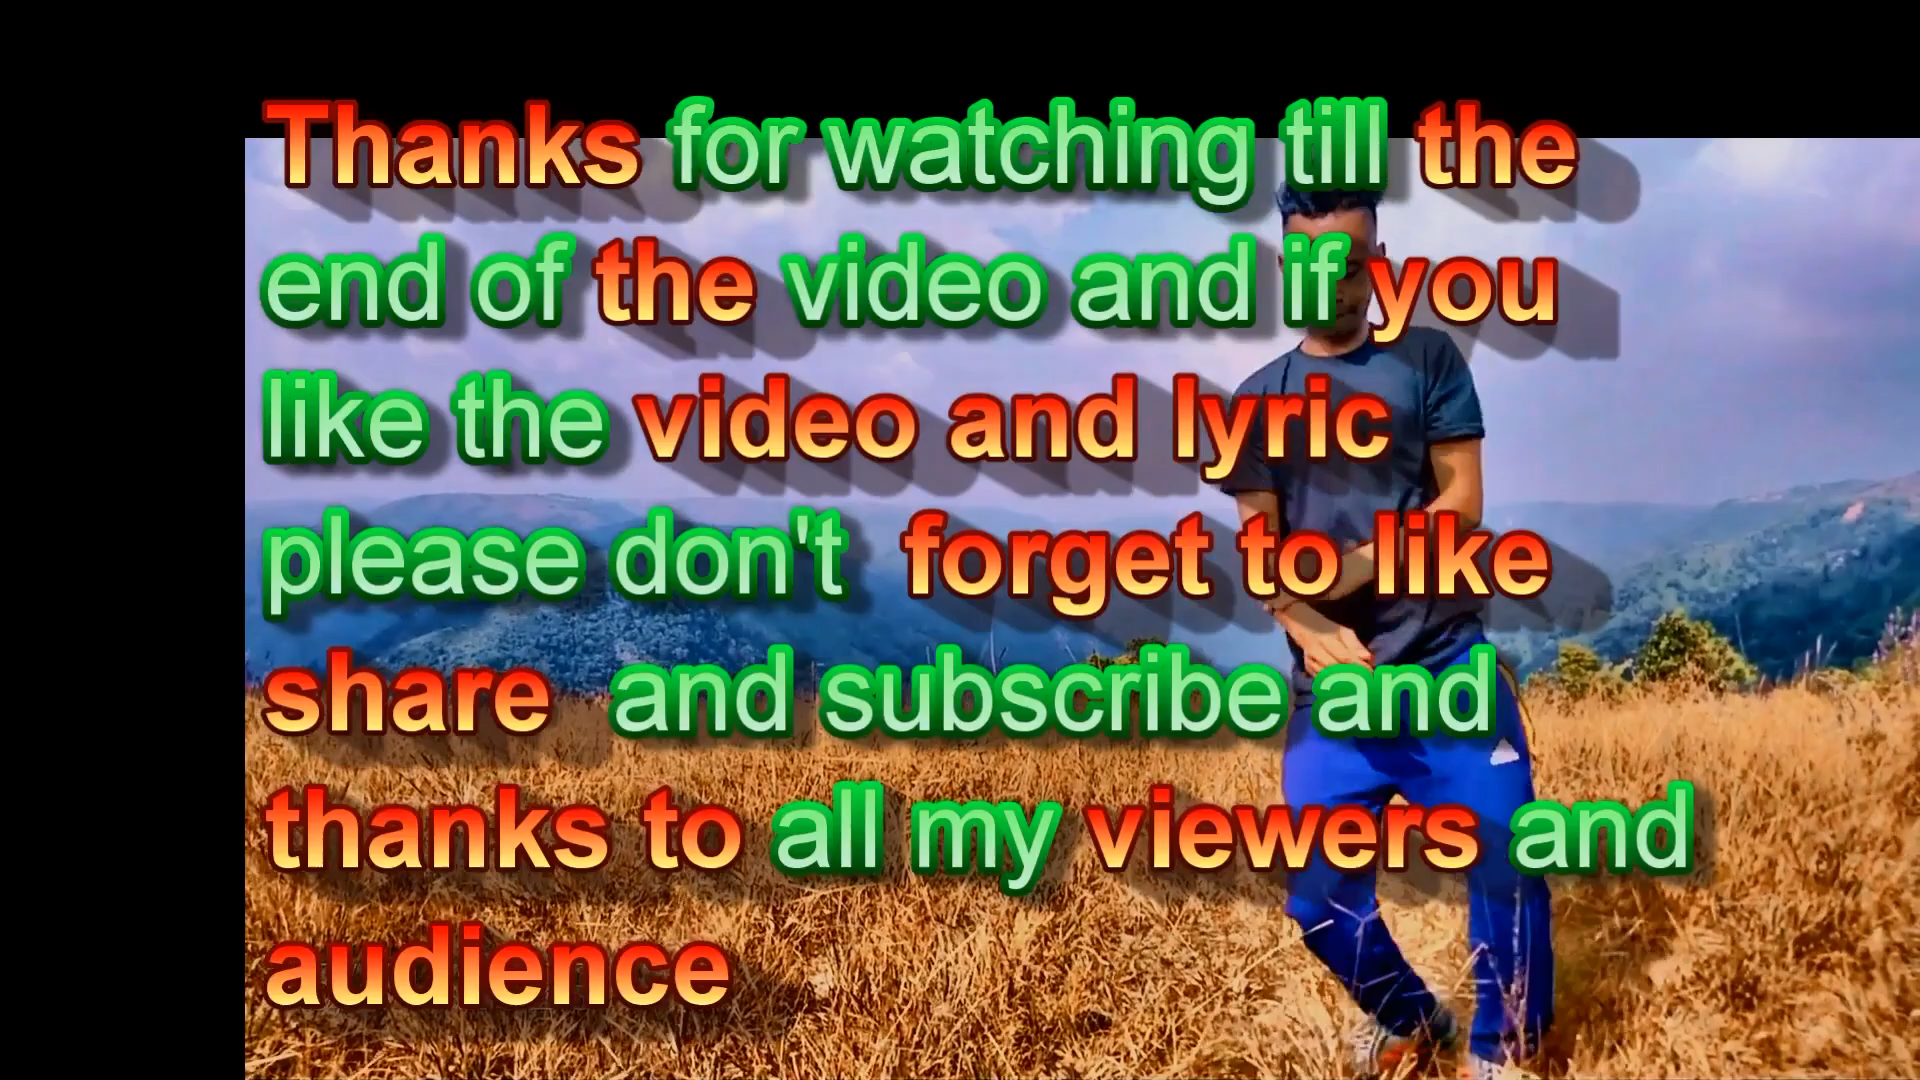 Thanks for watching till the
end of the video and if you
like the video and lyric
please don't forget to like
share and subscribe and
thanks to all my viewers and
audience